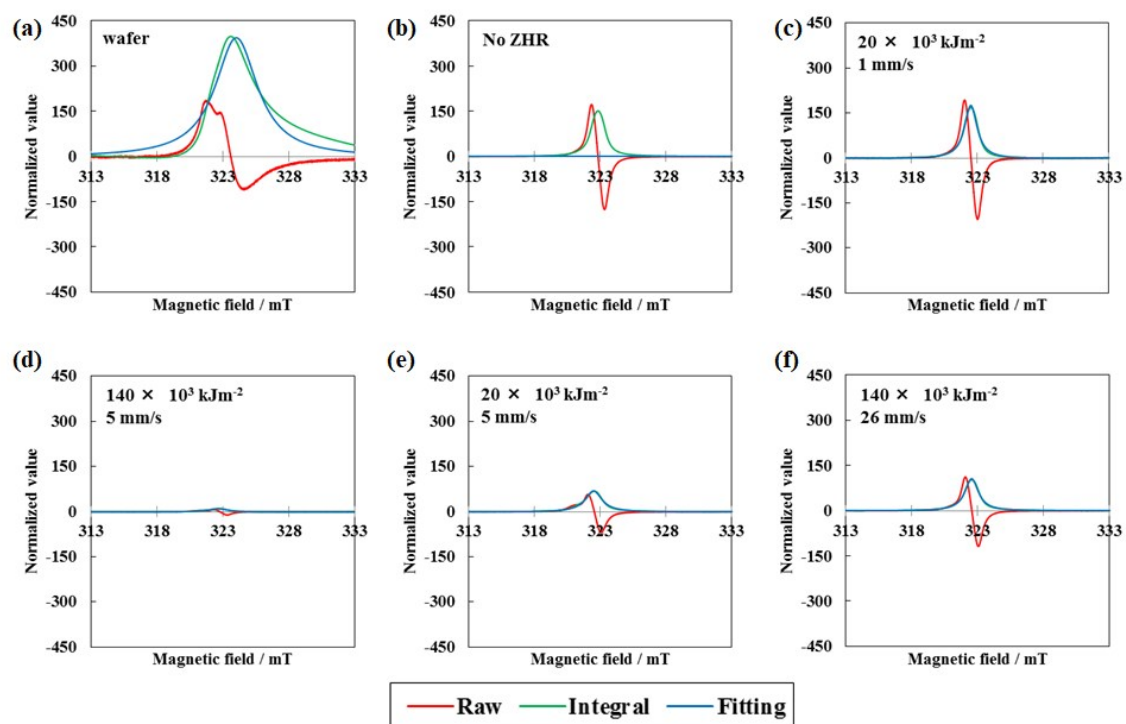 (a)
wafer
450
300
150
0
-150
-300
-450
313
318
323
328
333
Normalized value
Magnetic field / mT
(b)
No ZHR
450
300
150
0
-150
-300
-450
313
318
323
328
333
Normalized value
Magnetic field / mT
(c)
20 × 10³ kJm⁻²
1 mm/s
450
300
150
0
-150
-300
-450
313
318
323
328
333
Normalized value
Magnetic field / mT
(d)
140 × 10³ kJm⁻²
5 mm/s
450
300
150
0
-150
-300
-450
313
318
323
328
333
Normalized value
Magnetic field / mT
(e)
20 × 10³ kJm⁻²
5 mm/s
450
300
150
0
-150
-300
-450
313
318
323
328
333
Normalized value
Magnetic field / mT
(f)
140 × 10³ kJm⁻²
26 mm/s
450
300
150
0
-150
-300
-450
313
318
323
328
333
Normalized value
Magnetic field / mT
Raw Integral Fitting